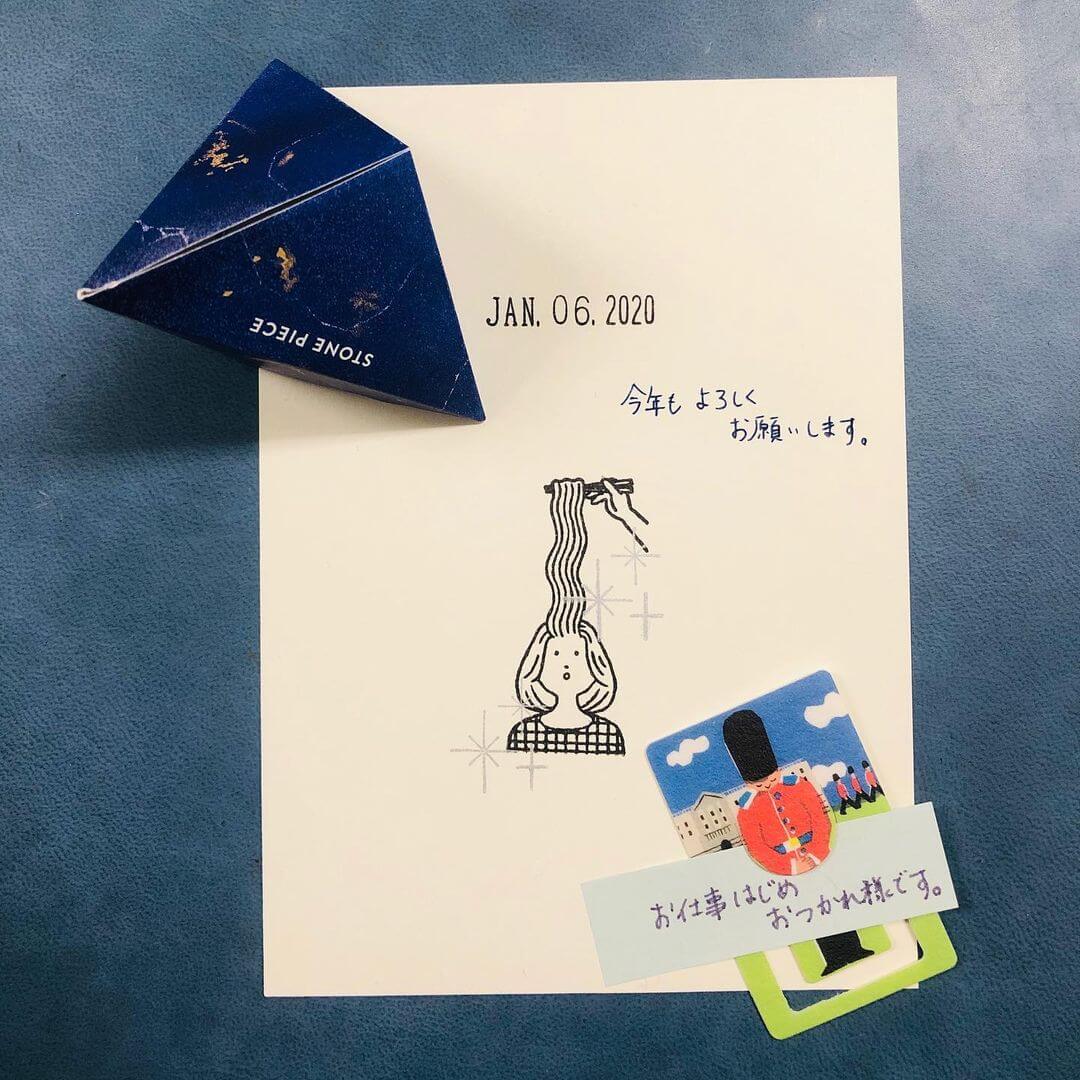 STONE PIECE
JAN. 06. 2020
今年も よろしく
お願いします。
お仕事はじめ
おつかれ様です。